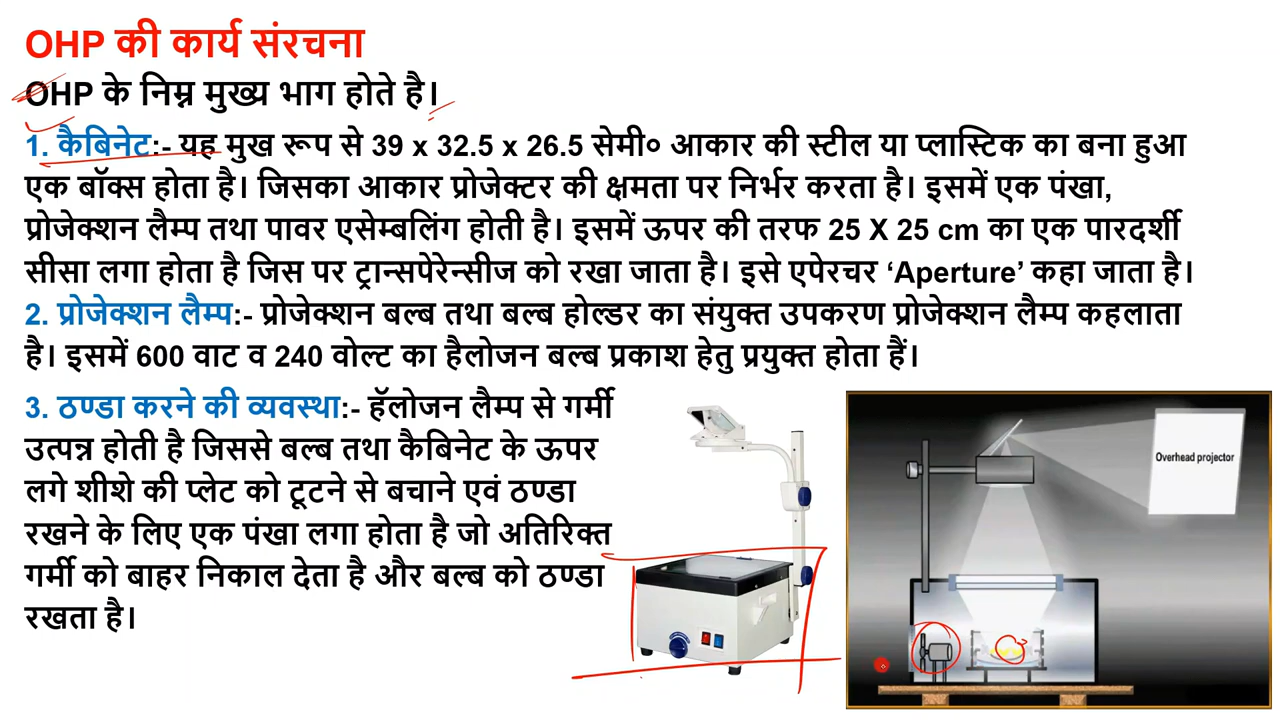 OHP की कार्य संरचना
OHP के निम्न मुख्य भाग होते है।
1. कैबिनेट:- यह मुख रूप से 39 x 32.5 x 26.5 सेमी० आकार की स्टील या प्लास्टिक का बना हुआ
एक बॉक्स होता है। जिसका आकार प्रोजेक्टर की क्षमता पर निर्भर करता है। इसमें एक पंखा,
प्रोजेक्शन लैम्प तथा पावर एसेम्बलिंग होती है। इसमें ऊपर की तरफ 25 X 25 cm का एक पारदर्शी
सीसा लगा होता है जिस पर ट्रान्सपेरेन्सीज को रखा जाता है। इसे एपेरचर ‘Aperture’ कहा जाता है।
2. प्रोजेक्शन लैम्प:- प्रोजेक्शन बल्ब तथा बल्ब होल्डर का संयुक्त उपकरण प्रोजेक्शन लैम्प कहलाता
है। इसमें 600 वाट व 240 वोल्ट का हैलोजन बल्ब प्रकाश हेतु प्रयुक्त होता हैं।
3. ठण्डा करने की व्यवस्था:- हॅलोजन लैम्प से गर्मी
उत्पन्न होती है जिससे बल्ब तथा कैबिनेट के ऊपर
लगे शीशे की प्लेट को टूटने से बचाने एवं ठण्डा
रखने के लिए एक पंखा लगा होता है जो अतिरिक्त
गर्मी को बाहर निकाल देता है और बल्ब को ठण्डा
रखता है।
Overhead projector